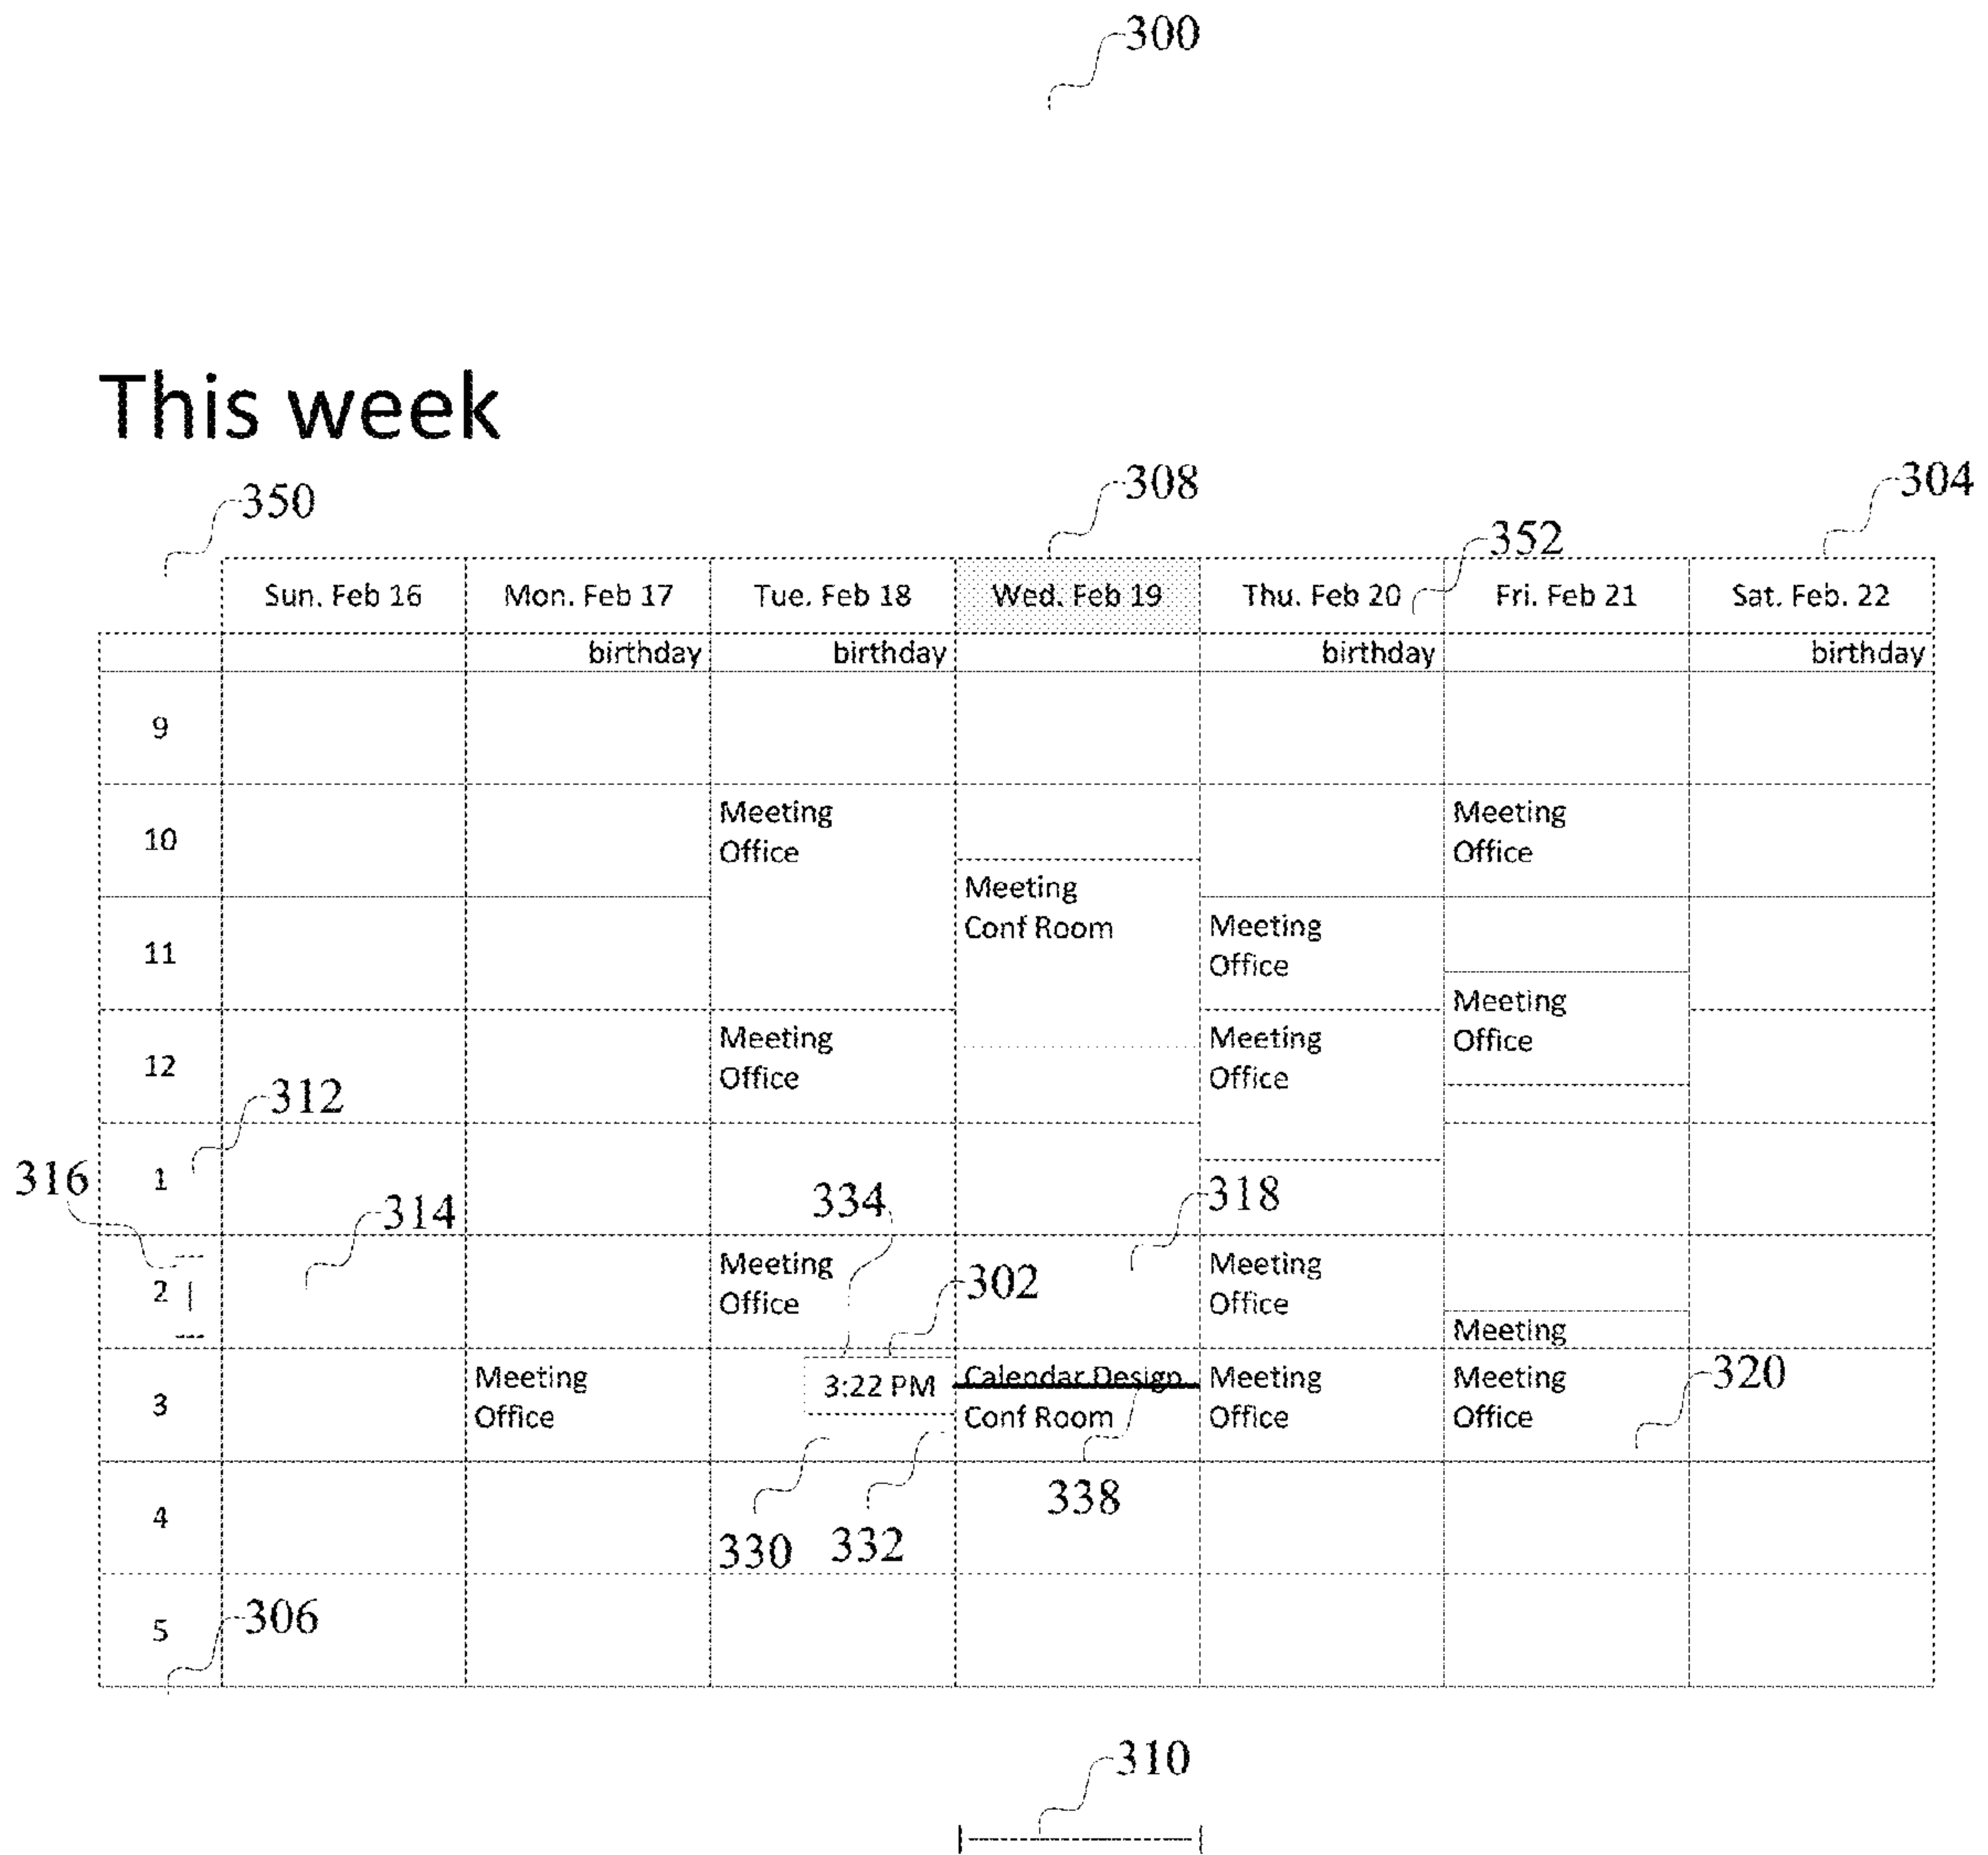 300
This week
350
308
304
352
Sun. Feb 16
Mon. Feb 17
Tue. Feb 18
Wed. Feb 19
Thu. Feb 20
Fri. Feb 21
Sat. Feb. 22
birthday
birthday
birthday
birthday
9
10
Meeting
Office
Meeting
Office
Meeting
Conf Room
11
Meeting
Office
Meeting
Office
12
Meeting
Office
Meeting
Office
312
1
316
314
334
318
2
Meeting
Office
302
Meeting
Office
Meeting
3
Meeting
Office
3:22 PM
Calendar Design
Conf Room
Meeting
Office
Meeting
Office
320
338
4
330
332
306
5
310